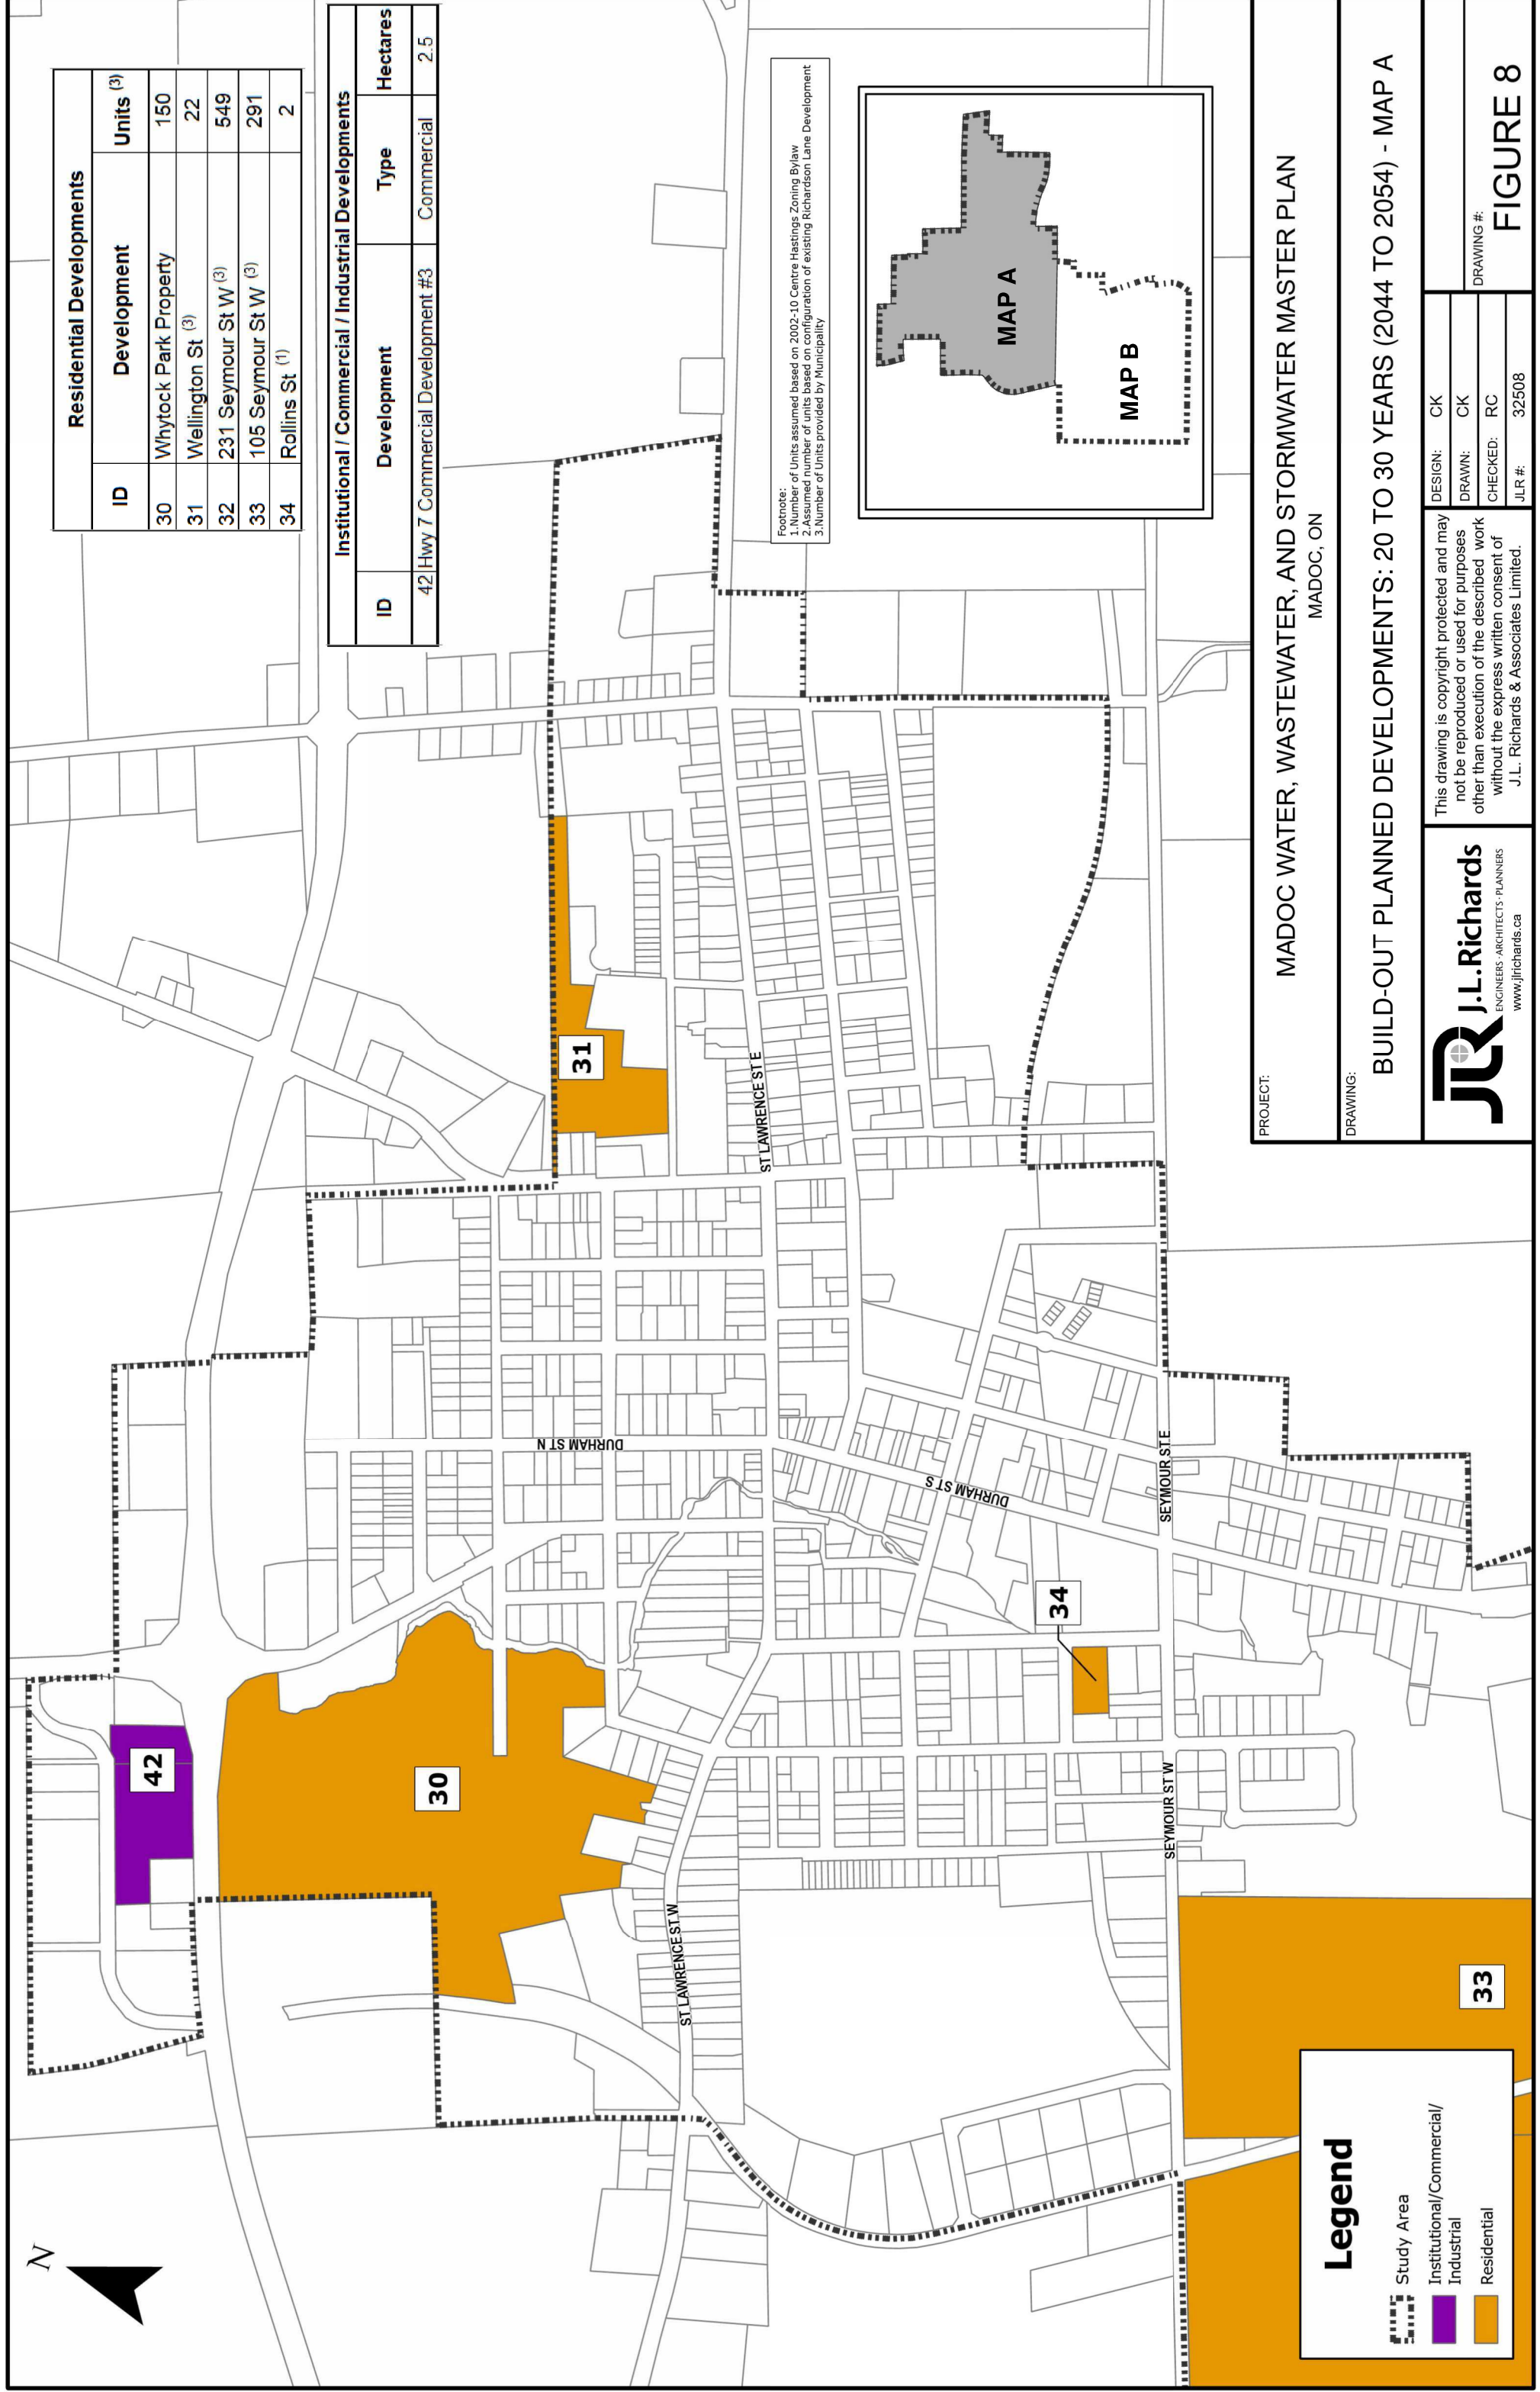 Residential Developments
ID Development Units (3)
30 Whytock Park Property 150
31 Wellington St (3) 22
32 231 Seymour St W (3) 549
33 105 Seymour St W (3) 291
34 Rollins St (1) 2
Institutional / Commercial / Industrial Developments
ID Development Type Hectares
42 Hwy 7 Commercial Development #3 Commercial 2.5
N
42
30
31
34
33
DURHAM ST N
ST LAWRENCE ST E
ST LAWRENCE ST W
DURHAM ST S
SEYMOUR ST E
SEYMOUR ST W
Footnote:
1.Number of Units assumed based on 2002-10 Centre Hastings Zoning Bylaw
2.Assumed number of units based on configuration of existing Richardson Lane Development
3.Number of Units provided by Municipality
MAP A
MAP B
Legend
Study Area
Institutional/Commercial/
Industrial
Residential
PROJECT:
MADOC WATER, WASTEWATER, AND STORMWATER MASTER PLAN
MADOC, ON
DRAWING:
BUILD-OUT PLANNED DEVELOPMENTS: 20 TO 30 YEARS (2044 TO 2054) - MAP A
JLR J.L.Richards
ENGINEERS·ARCHITECTS·PLANNERS
www.jlrichards.ca
This drawing is copyright protected and may
not be reproduced or used for purposes
other than execution of the described work
without the express written consent of
J.L. Richards & Associates Limited.
DESIGN: CK
DRAWN: CK
CHECKED: RC
JLR #: 32508
DRAWING #:
FIGURE 8